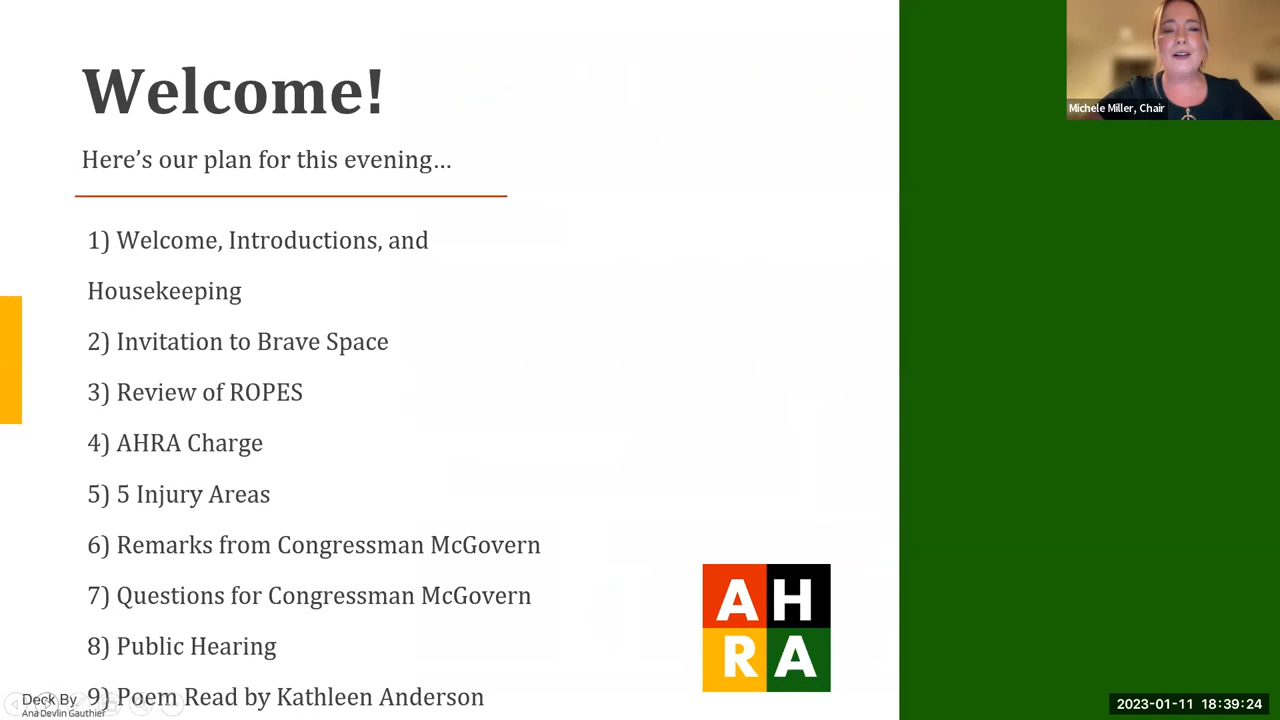 Welcome!
Here’s our plan for this evening...
1) Welcome, Introductions, and
Housekeeping
2) Invitation to Brave Space
3) Review of ROPES
4) AHRA Charge
5) 5 Injury Areas
6) Remarks from Congressman McGovern
7) Questions for Congressman McGovern
8) Public Hearing
9) Poem Read by Kathleen Anderson
Deck By
Ana Devlin Gauthier
AH
RA
Michele Miller, Chair
2023-01-11 18:39:24